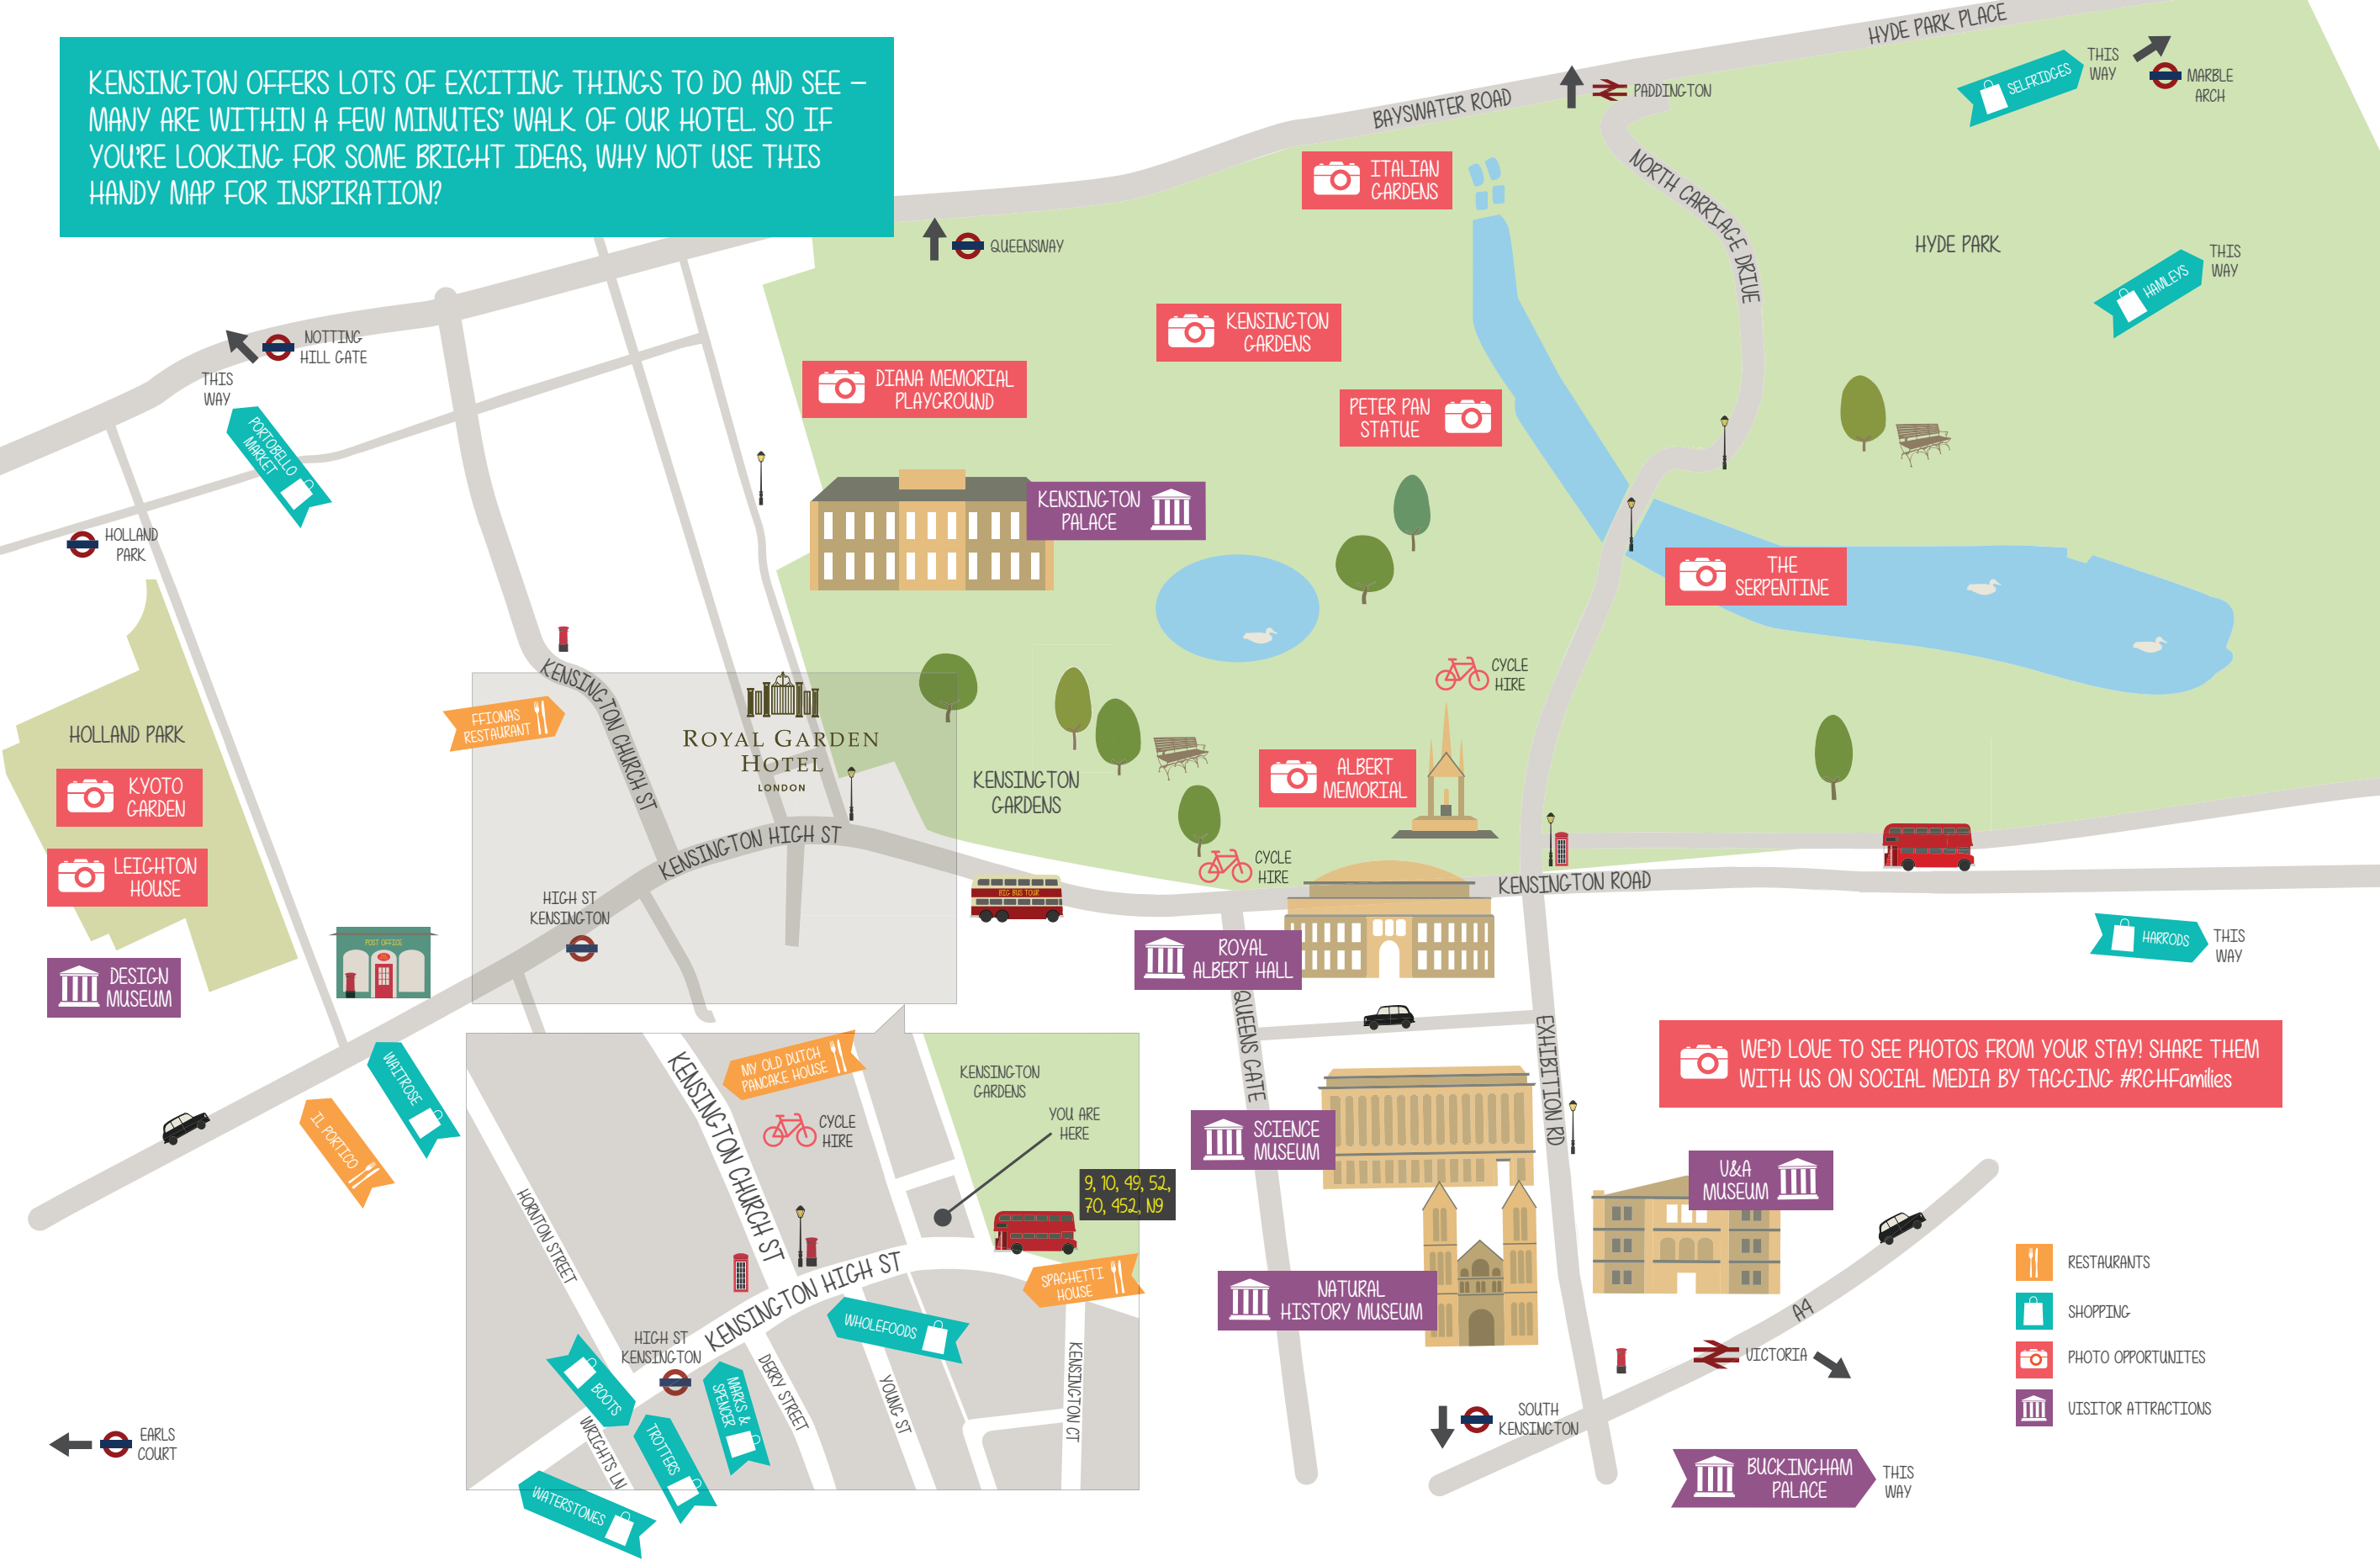 KENSINGTON OFFERS LOTS OF EXCITING THINGS TO DO AND SEE –
MANY ARE WITHIN A FEW MINUTES' WALK OF OUR HOTEL. SO IF
YOU'RE LOOKING FOR SOME BRIGHT IDEAS, WHY NOT USE THIS
HANDY MAP FOR INSPIRATION?
HYDE PARK PLACE
BAYSWATER ROAD
PADDINGTON
SELFRIDGES
THIS
WAY
MARBLE
ARCH
ITALIAN
GARDENS
NORTH CARRIAGE DRIVE
HYDE PARK
HAMLEYS
THIS
WAY
QUEENSWAY
NOTTING
HILL GATE
THIS
WAY
PORTOBELLO
MARKET
KENSINGTON
GARDENS
DIANA MEMORIAL
PLAYGROUND
PETER PAN
STATUE
KENSINGTON
PALACE
HOLLAND
PARK
THE
SERPENTINE
CYCLE
HIRE
KENSINGTON CHURCH ST
FFIONAS
RESTAURANT
ROYAL GARDEN
HOTEL
LONDON
HOLLAND PARK
KYOTO
GARDEN
LEIGHTON
HOUSE
DESIGN
MUSEUM
POST OFFICE
KENSINGTON
GARDENS
ALBERT
MEMORIAL
KENSINGTON HIGH ST
HIGH ST
KENSINGTON
BIG BUS TOUR
CYCLE
HIRE
KENSINGTON ROAD
ROYAL
ALBERT HALL
HARRODS
THIS
WAY
QUEENS GATE
EXHIBITION RD
WE'D LOVE TO SEE PHOTOS FROM YOUR STAY! SHARE THEM
WITH US ON SOCIAL MEDIA BY TAGGING #RGHFamilies
WAITROSE
IL PORTICO
MY OLD DUTCH
PANCAKE HOUSE
KENSINGTON CHURCH ST
CYCLE
HIRE
KENSINGTON
GARDENS
YOU ARE
HERE
9, 10, 49, 52,
70, 452, N9
HORNTON STREET
KENSINGTON HIGH ST
SPAGHETTI
HOUSE
WHOLEFOODS
HIGH ST
KENSINGTON
BOOTS
MARKS &
SPENCER
DERRY STREET
YOUNG ST
KENSINGTON CT
WRIGHTS LN
TROTTERS
WATERSTONES
EARLS
COURT
SCIENCE
MUSEUM
V&A
MUSEUM
NATURAL
HISTORY MUSEUM
A4
VICTORIA
SOUTH
KENSINGTON
BUCKINGHAM
PALACE
THIS
WAY
RESTAURANTS
SHOPPING
PHOTO OPPORTUNITES
VISITOR ATTRACTIONS